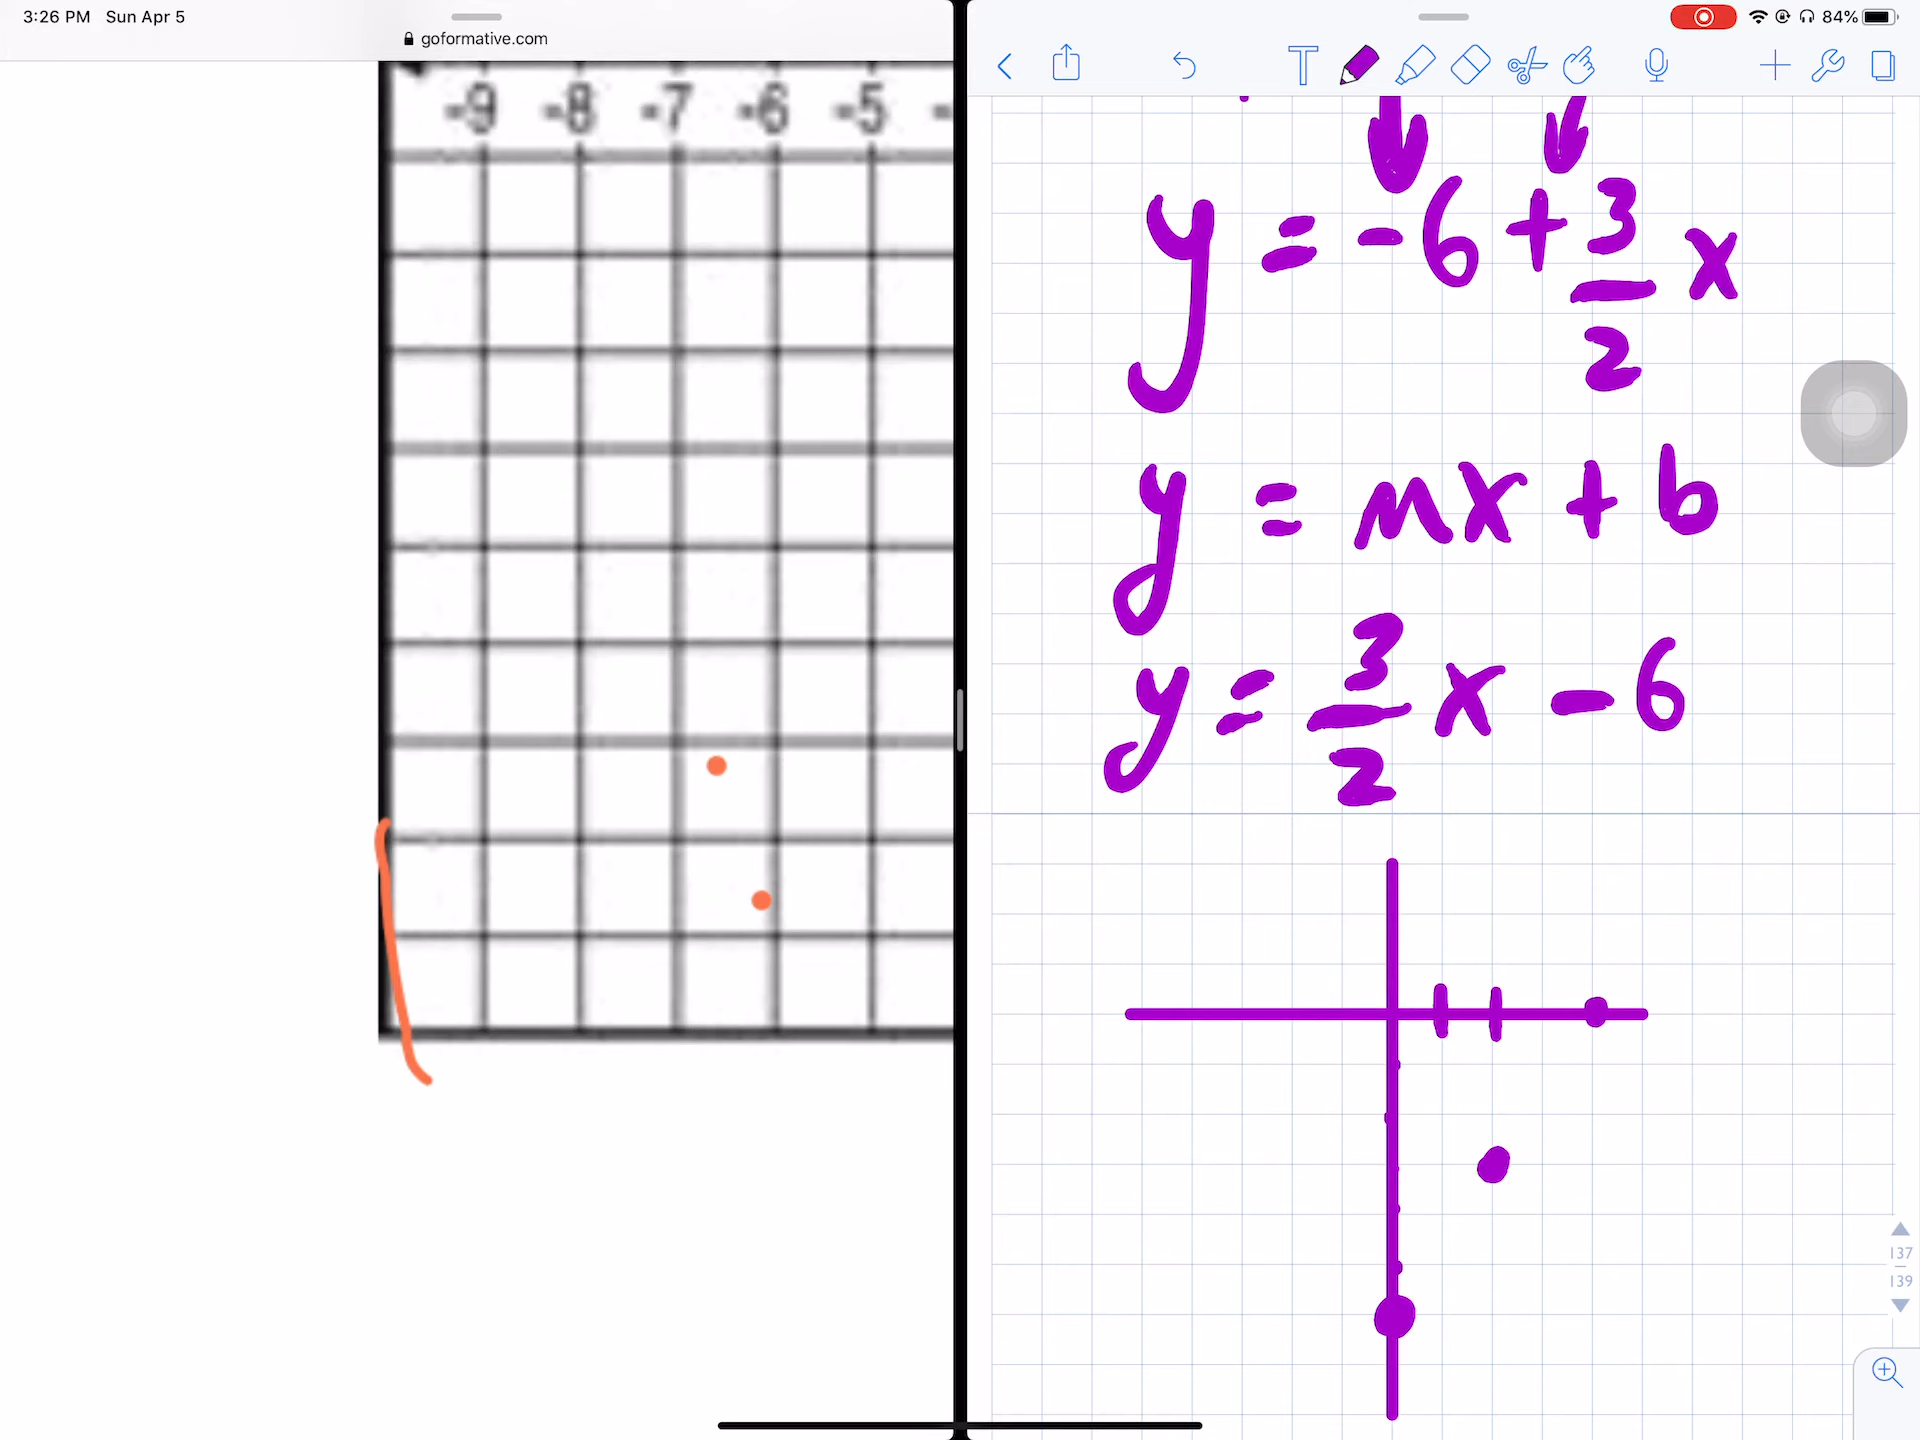 3:26 PM Sun Apr 5
84%
goformative.com
-9 -8 -7 -6 -5
y = -6 + 3/2 x
y = mx + b
y = 3/2 x - 6
137
139